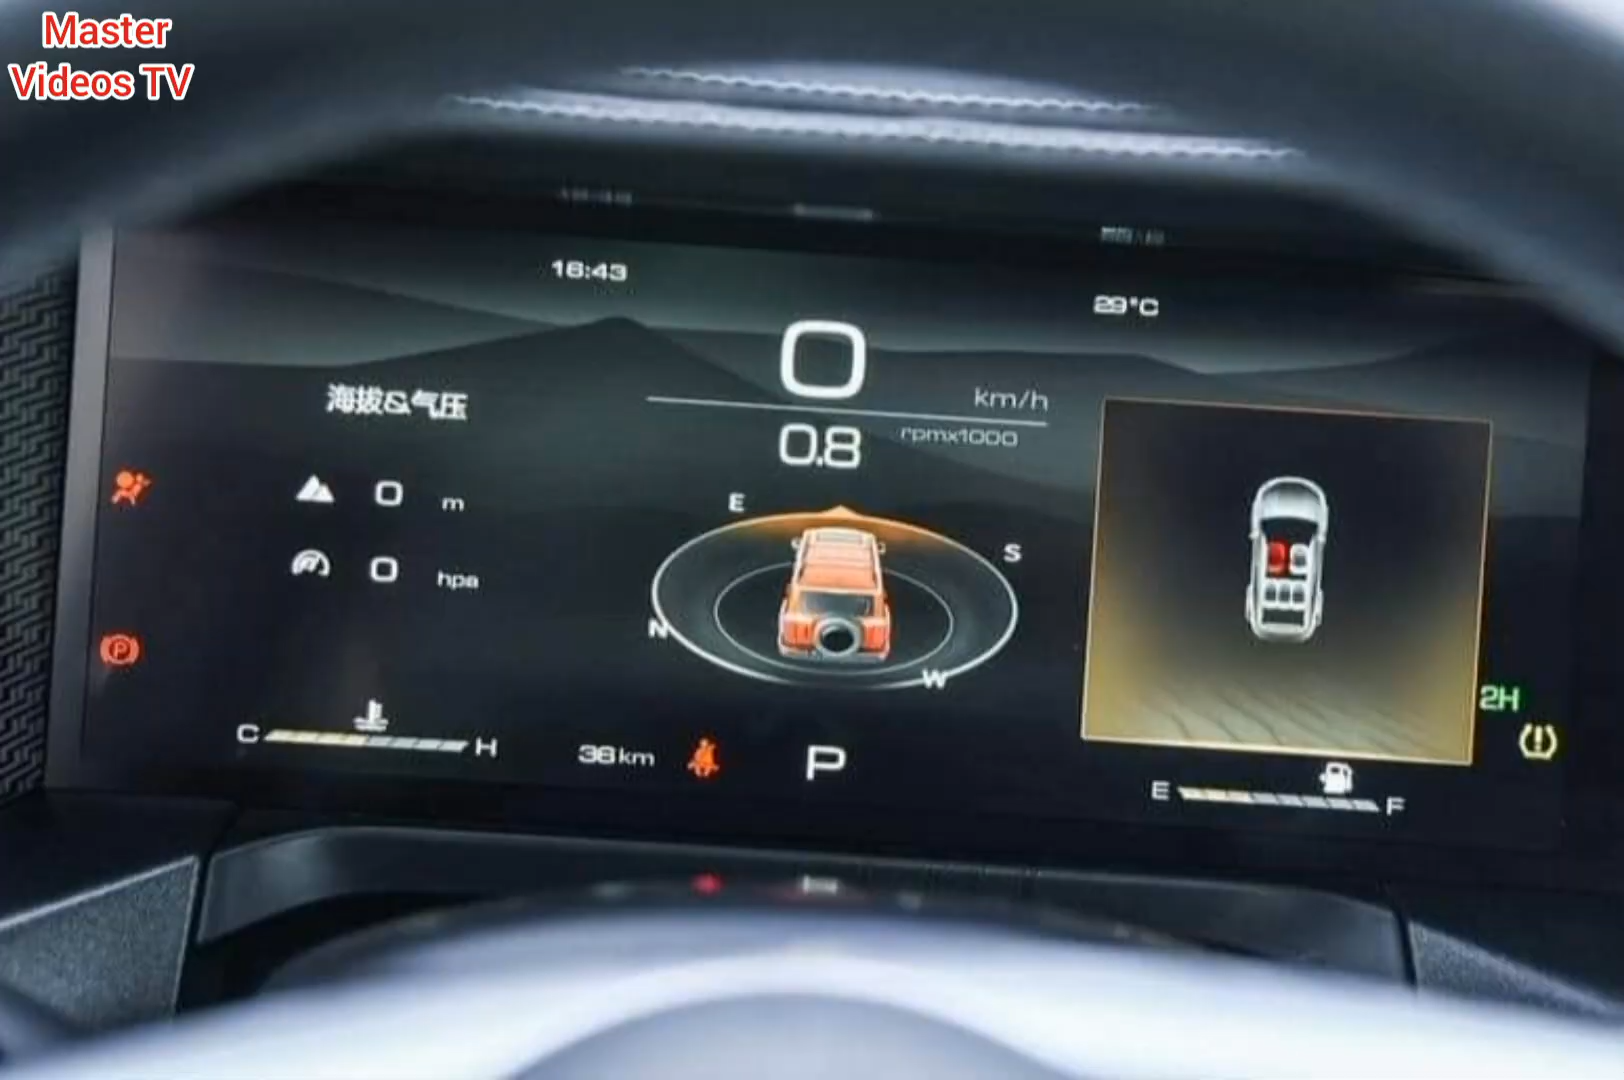 Master
Videos TV
16:43
29°C
0
km/h
海拔&气压
0.8
rpmx1000
0
m
E
S
0
hpa
N
W
2H
C
H
36km
P
E
F